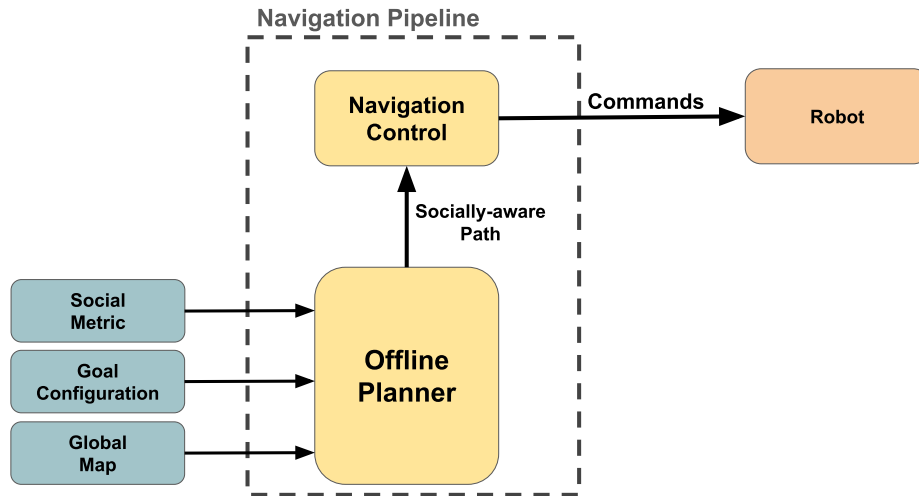 Navigation Pipeline
Navigation
Control
Commands
Robot
Socially-aware
Path
Social
Metric
Goal
Configuration
Global
Map
Offline
Planner